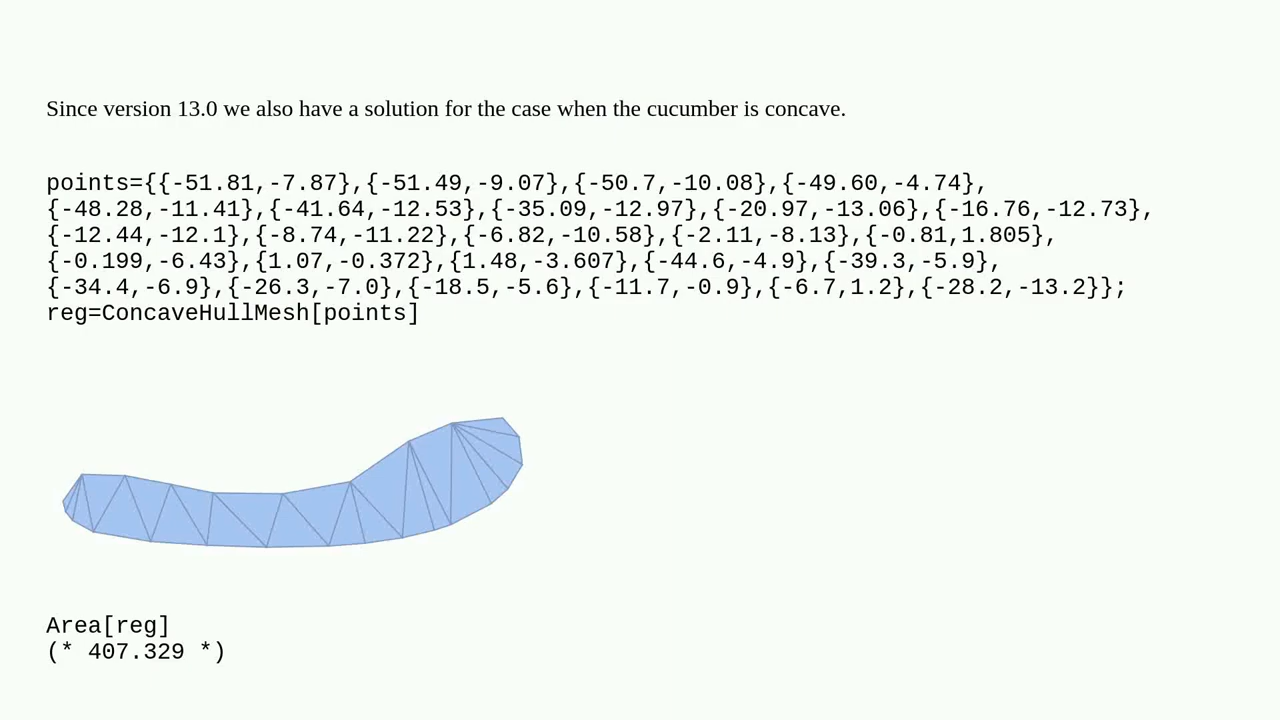 Since version 13.0 we also have a solution for the case when the cucumber is concave.
points={{-51.81,-7.87},{-51.49,-9.07},{-50.7,-10.08},{-49.60,-4.74},
{-48.28,-11.41},{-41.64,-12.53},{-35.09,-12.97},{-20.97,-13.06},{-16.76,-12.73},
{-12.44,-12.1},{-8.74,-11.22},{-6.82,-10.58},{-2.11,-8.13},{-0.81,1.805},
{-0.199,-6.43},{1.07,-0.372},{1.48,-3.607},{-44.6,-4.9},{-39.3,-5.9},
{-34.4,-6.9},{-26.3,-7.0},{-18.5,-5.6},{-11.7,-0.9},{-6.7,1.2},{-28.2,-13.2}};
reg=ConcaveHullMesh[points]
Area[reg]
(* 407.329 *)